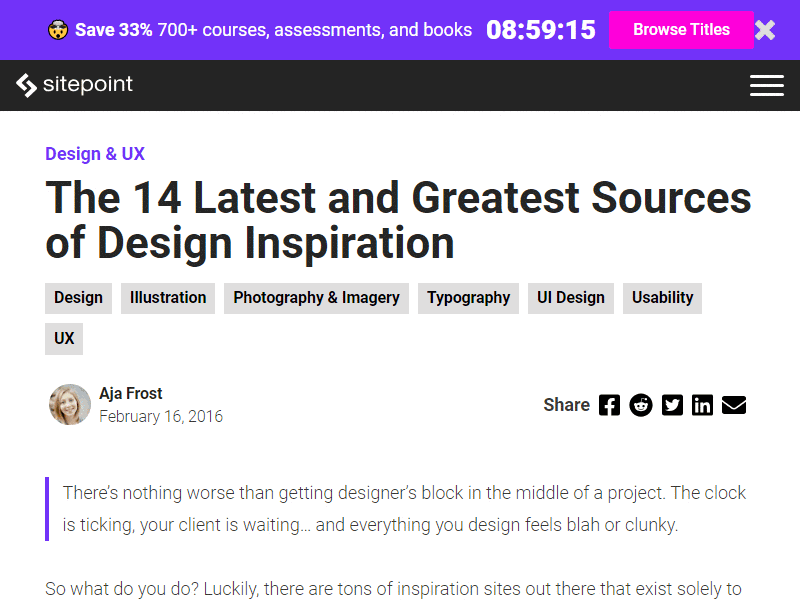 Save 33% 700+ courses, assessments, and books 08:59:15 Browse Titles
sitepoint
Design & UX
The 14 Latest and Greatest Sources
of Design Inspiration
Design Illustration Photography & Imagery Typography UI Design Usability
UX
Aja Frost
February 16, 2016
Share
There’s nothing worse than getting designer’s block in the middle of a project. The clock
is ticking, your client is waiting… and everything you design feels blah or clunky.
So what do you do? Luckily, there are tons of inspiration sites out there that exist solely to